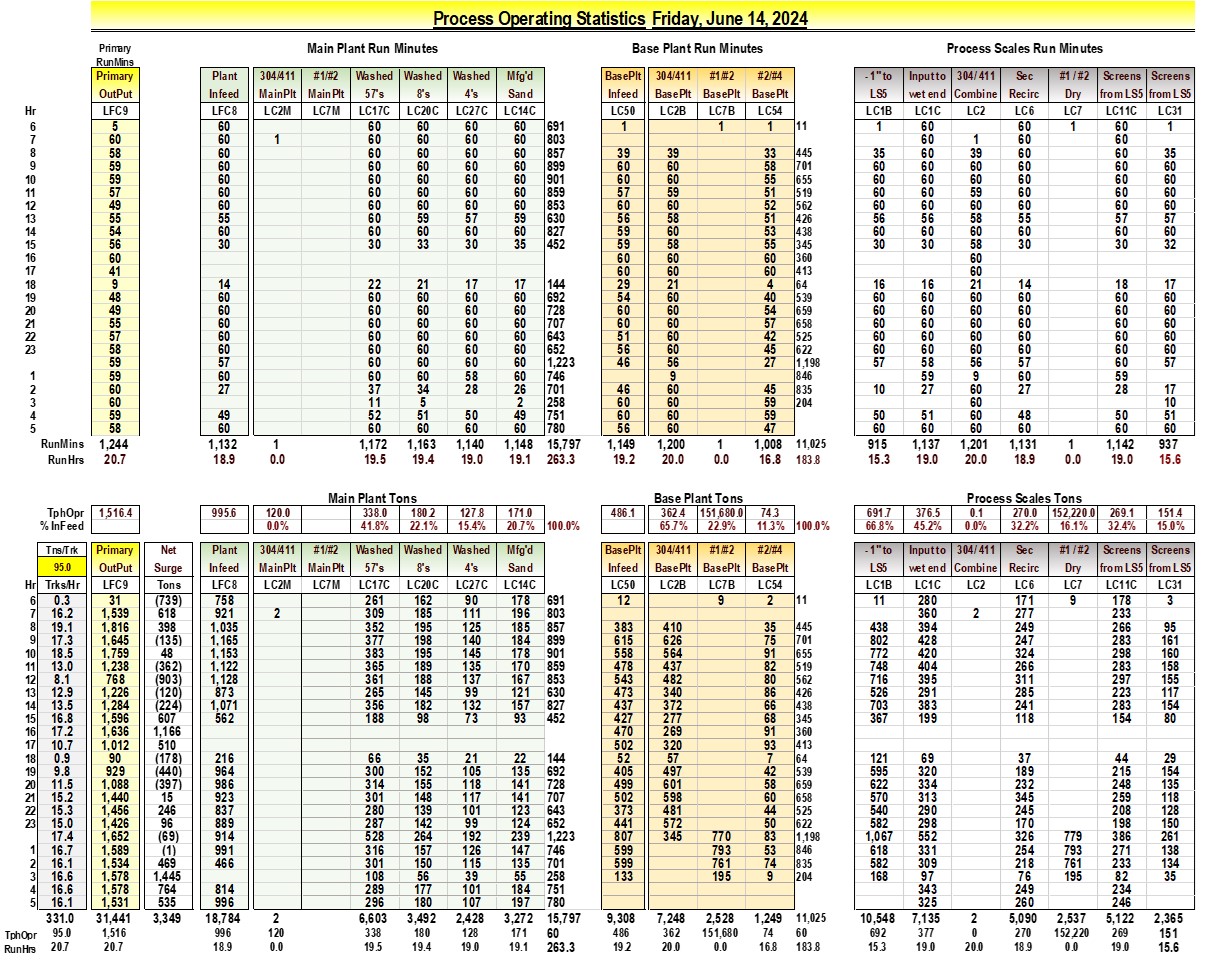 Process Operating Statistics Friday, June 14, 2024
Primary Main Plant Run Minutes Base Plant Run Minutes Process Scales Run Minutes
RunMins
Primary Plant 304/411 #1/#2 Washed Washed Washed Mfg'd BasePlt 304/411 #1/#2 #2/#4 -1" to Input to 304/411 Sec #1/#2 Screens Screens
OutPut Infeed MainPlt MainPlt 57's 8's 4's Sand Infeed BasePlt BasePlt BasePlt LS5 wet end Combine Recirc Dry from LS5 from LS5
Hr LFC9 LFC8 LC2M LC7M LC17C LC20C LC27C LC14C LC50 LC2B LC7B LC54 LC1B LC1C LC2 LC6 LC7 LC11C LC31
6 5 60 60 60 60 60 691 1 1 1 11 1 60 60 1 60 1
7 60 60 1 60 60 60 60 803 60 1 60 60
8 58 60 60 60 60 60 857 39 39 33 445 35 60 39 60 60 35
9 59 60 60 60 60 60 899 60 60 58 701 60 60 60 60 60 60
10 59 60 60 60 60 60 901 60 60 55 655 60 60 60 60 60 60
11 57 60 60 60 60 60 859 57 59 51 519 60 60 59 60 60 60
12 49 60 60 60 60 60 853 60 60 52 562 60 60 60 60 60 60
13 55 55 60 59 57 59 630 56 58 51 426 56 56 58 55 57 57
14 54 60 60 60 60 60 827 59 60 53 438 60 60 60 60 60 60
15 56 30 30 33 30 35 452 59 58 55 345 30 30 58 30 30 32
16 60 60 60 60 360 60
17 41 60 60 60 413 60
18 9 14 22 21 17 17 144 29 21 4 64 16 16 21 14 18 17
19 48 60 60 60 60 60 692 54 60 40 539 60 60 60 60 60 60
20 49 60 60 60 60 60 728 60 60 54 659 60 60 60 60 60 60
21 55 60 60 60 60 60 707 60 60 57 658 60 60 60 60 60 60
22 57 60 60 60 60 60 643 51 60 42 525 60 60 60 60 60 60
23 58 60 60 60 60 60 652 56 60 45 622 60 60 60 60 60 60
59 57 60 60 60 60 1,223 46 56 27 1,198 57 58 56 57 60 57
1 59 60 60 60 58 60 746 9 846 59 9 60 59
2 60 27 37 34 28 26 701 46 60 45 835 10 60 60 27 28 17
3 60 11 5 2 258 60 60 59 204 60 10
4 59 49 52 51 50 49 751 60 60 59 50 51 60 48 50 51
5 58 60 60 60 60 60 780 56 60 47 60 60 60 60 60 60
RunMins 1,244 1,132 1 1,172 1,163 1,140 1,148 15,797 1,149 1,200 1 1,008 11,025 915 1,137 1,201 1,131 1 1,142 937
RunHrs 20.7 18.9 0.0 19.5 19.4 19.0 19.1 263.3 19.2 20.0 0.0 16.8 183.8 15.3 19.0 20.0 18.9 0.0 19.0 15.6
Main Plant Tons Base Plant Tons Process Scales Tons
TphOpr 1,516.4 995.6 120.0 338.0 180.2 127.8 171.0 486.1 362.4 151,680.0 74.3 691.7 376.5 0.1 270.0 152,220.0 269.1 151.4
% InFeed 0.0% 41.8% 22.1% 15.4% 20.7% 100.0% 65.7% 22.9% 11.3% 100.0% 66.8% 45.2% 0.0% 32.2% 16.1% 32.4% 15.0%
Tns/Trk Primary Net Plant 304/411 #1/#2 Washed Washed Washed Mfg'd BasePlt 304/411 #1/#2 #2/#4 -1" to Input to 304/411 Sec #1/#2 Screens Screens
95.0 OutPut Surge Infeed MainPlt MainPlt 57's 8's 4's Sand Infeed BasePlt BasePlt BasePlt LS5 wet end Combine Recirc Dry from LS5 from LS5
Hr Trks/Hr LFC9 Tons LFC8 LC2M LC7M LC17C LC20C LC27C LC14C LC50 LC2B LC7B LC54 LC1B LC1C LC2 LC6 LC7 LC11C LC31
6 0.3 31 (739) 758 261 162 90 178 691 12 9 2 11 11 280 171 9 178 3
7 16.2 1,539 618 921 2 309 185 111 196 803 360 2 277 233
8 19.1 1,816 398 1,035 352 195 125 185 857 383 410 35 445 438 394 249 266 95
9 17.3 1,645 (135) 1,165 377 198 140 184 899 615 626 75 701 802 428 247 283 161
10 18.5 1,759 48 1,153 383 195 145 178 901 558 564 91 655 772 420 324 298 160
11 13.0 1,238 (362) 1,122 365 189 135 170 859 478 437 82 519 748 404 266 283 158
12 8.1 768 (903) 1,128 361 188 137 167 853 543 482 80 562 716 395 311 297 155
13 12.9 1,226 (120) 873 265 145 99 121 630 473 340 86 426 526 291 285 223 117
14 13.5 1,284 (224) 1,071 356 182 132 157 827 437 372 66 438 703 383 241 283 154
15 16.8 1,596 607 562 188 98 73 93 452 427 277 68 345 367 199 118 154 80
16 17.2 1,636 1,166 470 269 91 360
17 10.7 1,012 510 502 320 93 413
18 0.9 90 (178) 216 66 35 21 22 144 52 57 7 64 121 69 37 44 29
19 9.8 929 (440) 964 300 152 105 135 692 405 497 42 539 595 320 189 215 154
20 11.5 1,088 (397) 986 314 155 118 141 728 499 601 58 659 622 334 232 248 135
21 15.2 1,440 15 923 301 148 117 141 707 502 598 60 658 570 313 345 259 118
22 15.3 1,456 246 837 280 139 101 123 643 373 481 44 525 540 290 245 208 128
23 15.0 1,426 96 889 287 142 99 124 652 441 572 50 622 582 298 170 198 150
17.4 1,652 (69) 914 528 264 192 239 1,223 807 345 770 83 1,198 1,067 552 326 779 386 261
1 16.7 1,589 (1) 991 316 157 126 147 746 599 793 53 846 618 331 254 793 271 138
2 16.1 1,534 469 466 301 150 115 135 701 599 761 74 835 582 309 218 761 233 134
3 16.6 1,578 1,445 108 56 39 55 258 133 195 9 204 168 97 76 195 82 35
4 16.6 1,578 764 814 289 177 101 184 751 343 249 234
5 16.1 1,531 535 996 296 180 107 197 780 325 260 246
331.0 31,441 3,349 18,784 2 6,603 3,492 2,428 3,272 15,797 9,308 7,248 2,528 1,249 11,025 10,548 7,135 2 5,090 2,537 5,122 2,365
TphOpr 95.0 1,516 996 120 338 180 128 171 60 486 362 151,680 74 60 692 377 0 270 152,220 269 151
RunHrs 20.7 20.7 18.9 0.0 19.5 19.4 19.0 19.1 263.3 19.2 20.0 0.0 16.8 183.8 15.3 19.0 20.0 18.9 0.0 19.0 15.6